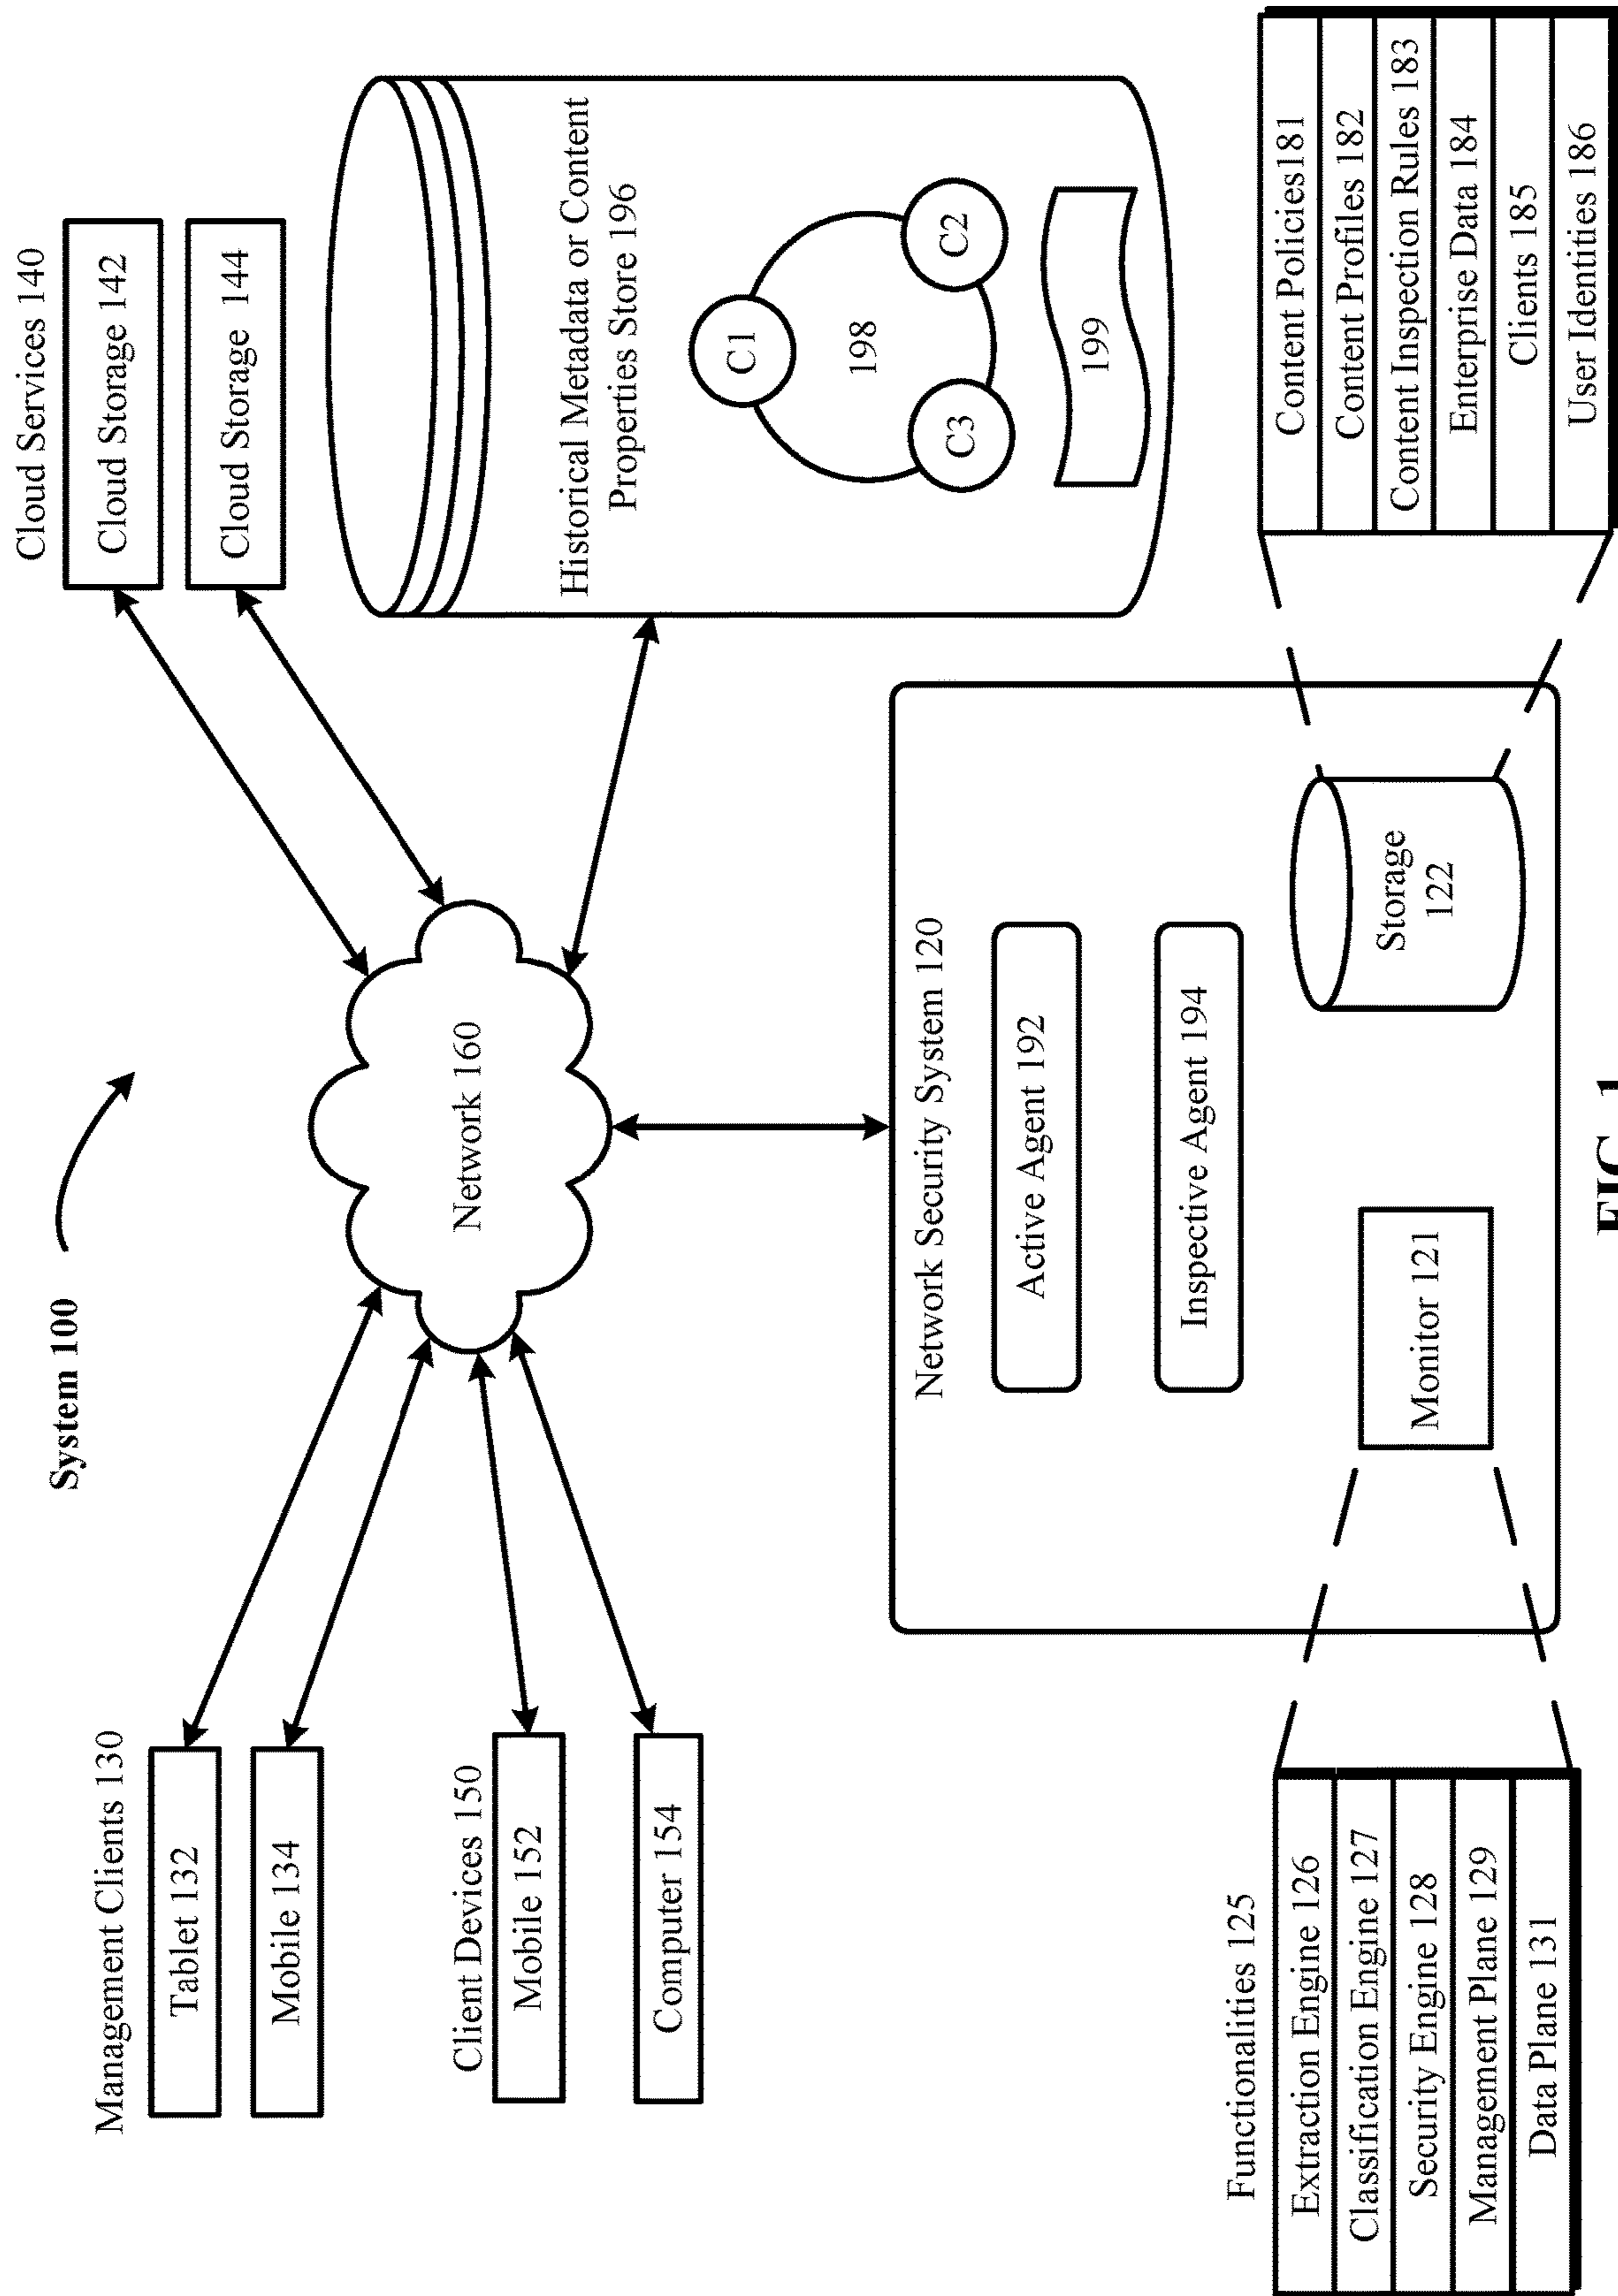 System 100
Management Clients 130
Tablet 132
Mobile 134
Client Devices 150
Mobile 152
Computer 154
Network 160
Cloud Services 140
Cloud Storage 142
Cloud Storage 144
Historical Metadata or Content
Properties Store 196
C1
198
C3
C2
199
Network Security System 120
Active Agent 192
Inspective Agent 194
Monitor 121
Storage
122
Functionalities 125
Extraction Engine 126
Classification Engine 127
Security Engine 128
Management Plane 129
Data Plane 131
Content Policies181
Content Profiles 182
Content Inspection Rules 183
Enterprise Data 184
Clients 185
User Identities 186
FIG. 1